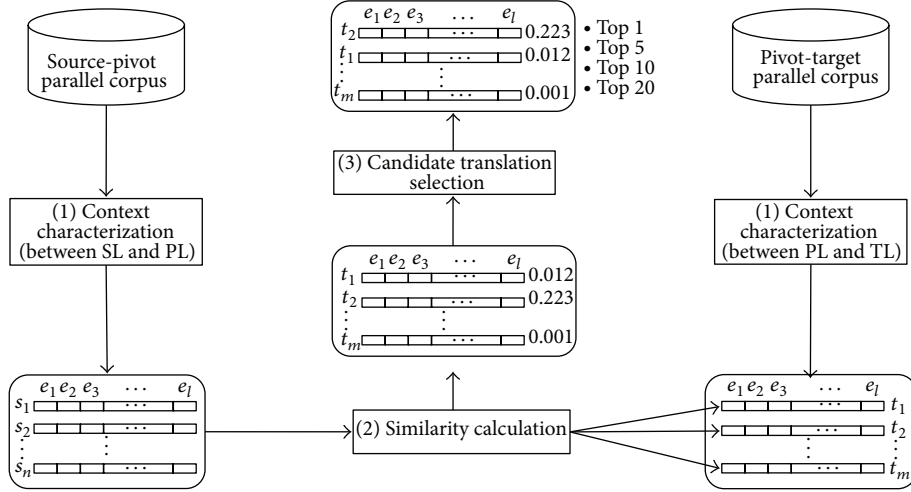 Source-pivot
parallel corpus
(1) Context
characterization
(between SL and PL)
e1 e2 e3 ... el
s1 ...
s2 ...
⋮ ⋮
sn ...
e1 e2 e3 ... el
t2 ... 0.223
t1 ... 0.012
⋮ ⋮
tm ... 0.001
• Top 1
• Top 5
• Top 10
• Top 20
(3) Candidate translation
selection
e1 e2 e3 ... el
t1 ... 0.012
t2 ... 0.223
⋮ ⋮
tm ... 0.001
(2) Similarity calculation
Pivot-target
parallel corpus
(1) Context
characterization
(between PL and TL)
e1 e2 e3 ... el
... t1
... t2
⋮ ⋮
... tm